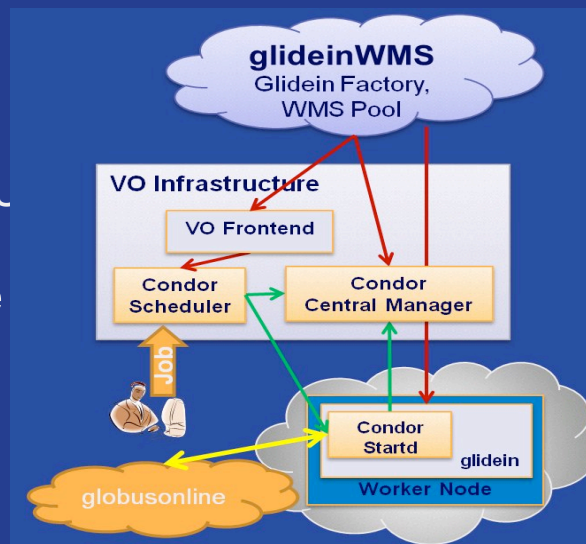 glideinWMS
Glidein Factory,
WMS Pool
VO Infrastructure
VO Frontend
Condor
Scheduler
Condor
Central Manager
Job
Condor
Startd
glidein
Worker Node
globusonline